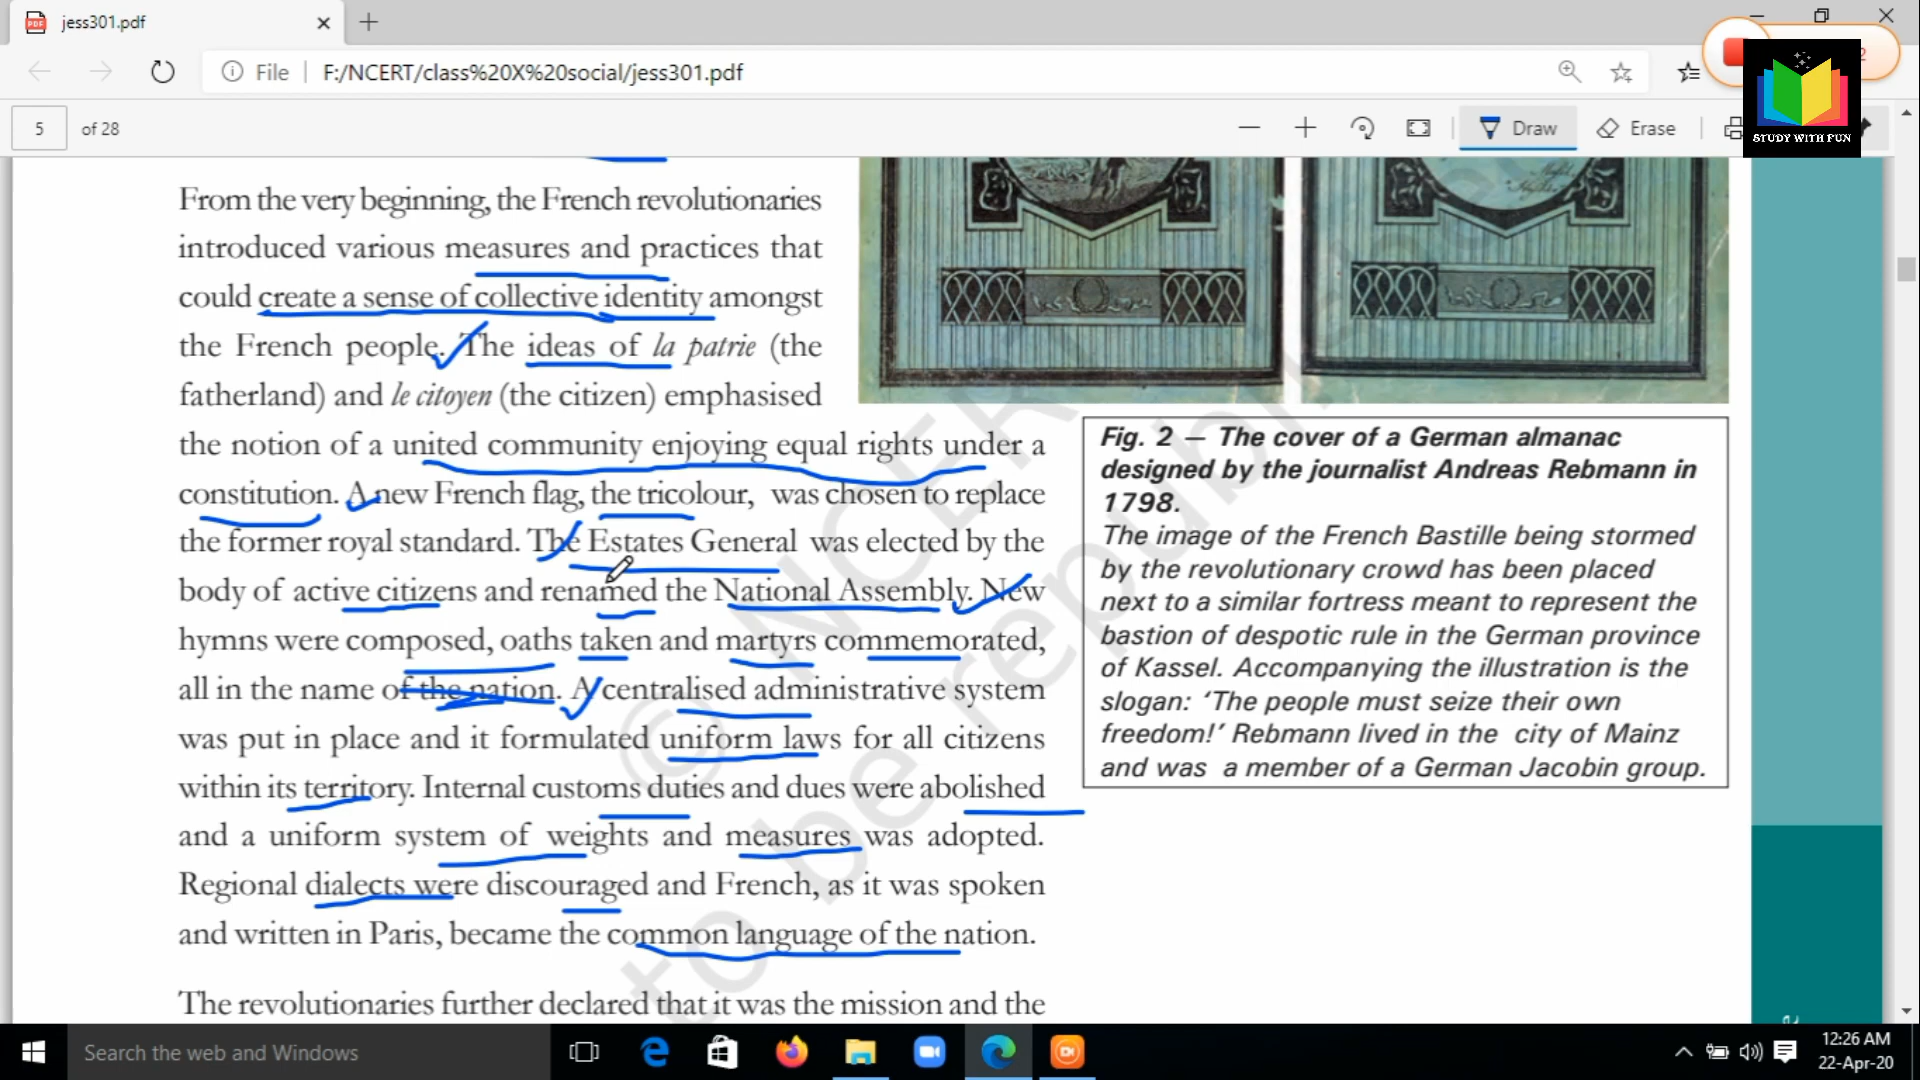 jess301.pdf
File
F:/NCERT/class%20X%20social/jess301.pdf
5
of 28
Draw
Erase
2
STUDY WITH FUN
From the very beginning, the French revolutionaries
introduced various measures and practices that
could create a sense of collective identity amongst
the French people. The ideas of la patrie (the
fatherland) and le citoyen (the citizen) emphasised
the notion of a united community enjoying equal rights under a
constitution. A new French flag, the tricolour, was chosen to replace
the former royal standard. The Estates General was elected by the
body of active citizens and renamed the National Assembly. New
hymns were composed, oaths taken and martyrs commemorated,
all in the name of the nation. A centralised administrative system
was put in place and it formulated uniform laws for all citizens
within its territory. Internal customs duties and dues were abolished
and a uniform system of weights and measures was adopted.
Regional dialects were discouraged and French, as it was spoken
and written in Paris, became the common language of the nation.
The revolutionaries further declared that it was the mission and the
Fig. 2 — The cover of a German almanac
designed by the journalist Andreas Rebmann in
1798.
The image of the French Bastille being stormed
by the revolutionary crowd has been placed
next to a similar fortress meant to represent the
bastion of despotic rule in the German province
of Kassel. Accompanying the illustration is the
slogan: ‘The people must seize their own
freedom!’ Rebmann lived in the city of Mainz
and was a member of a German Jacobin group.
© NCERT
to be republished
Search the web and Windows
12:26 AM
22-Apr-20